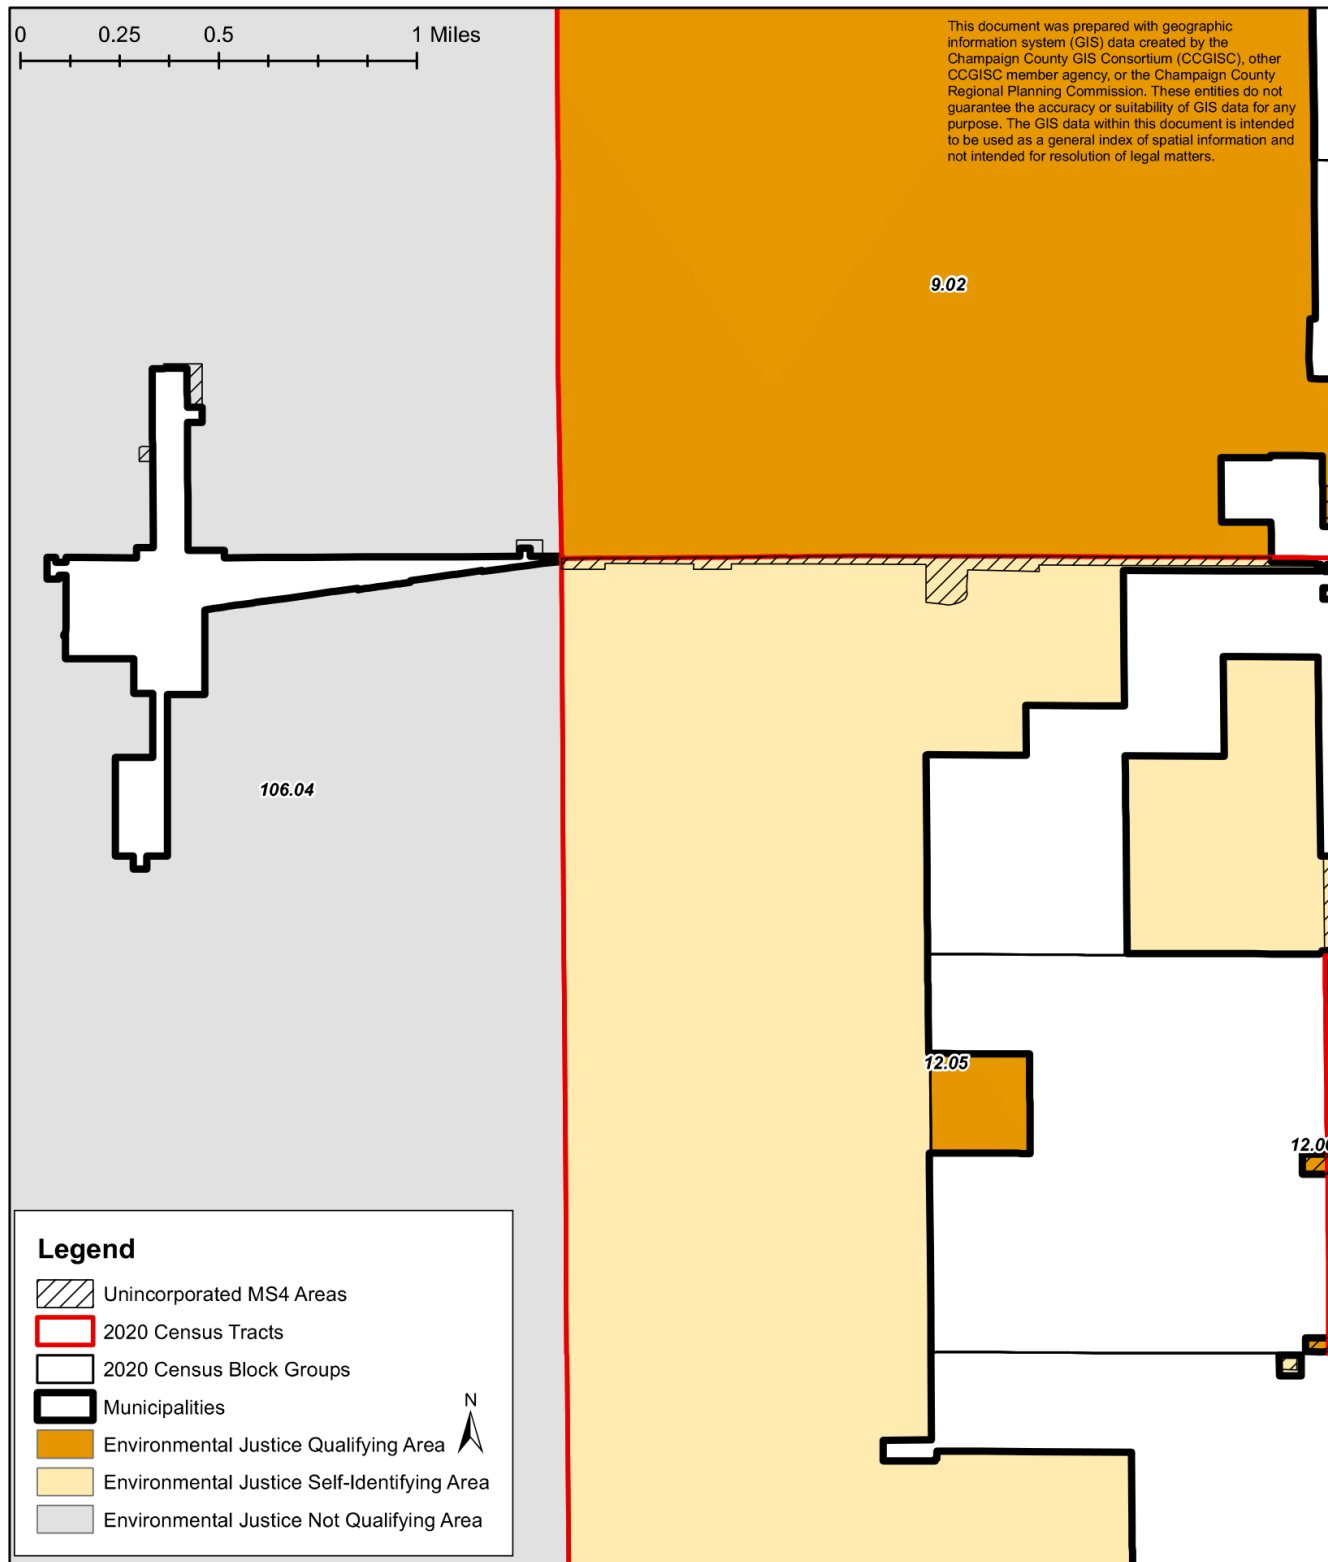 0 0.25 0.5 1 Miles
This document was prepared with geographic
information system (GIS) data created by the
Champaign County GIS Consortium (CCGISC), other
CCGISC member agency, or the Champaign County
Regional Planning Commission. These entities do not
guarantee the accuracy or suitability of GIS data for any
purpose. The GIS data within this document is intended
to be used as a general index of spatial information and
not intended for resolution of legal matters.
9.02
106.04
12.05
Legend
Unincorporated MS4 Areas
2020 Census Tracts
2020 Census Block Groups
Municipalities
N
Environmental Justice Qualifying Area
Environmental Justice Self-Identifying Area
Environmental Justice Not Qualifying Area